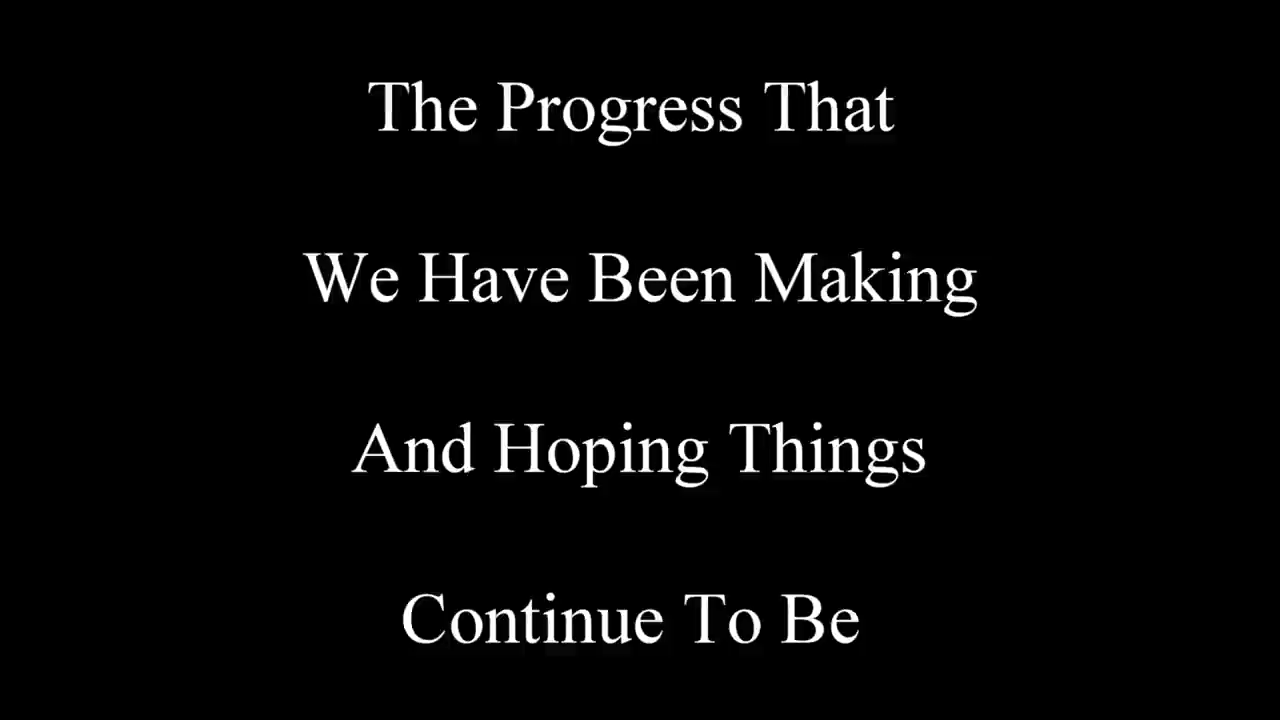 The Progress That
We Have Been Making
And Hoping Things
Continue To Be